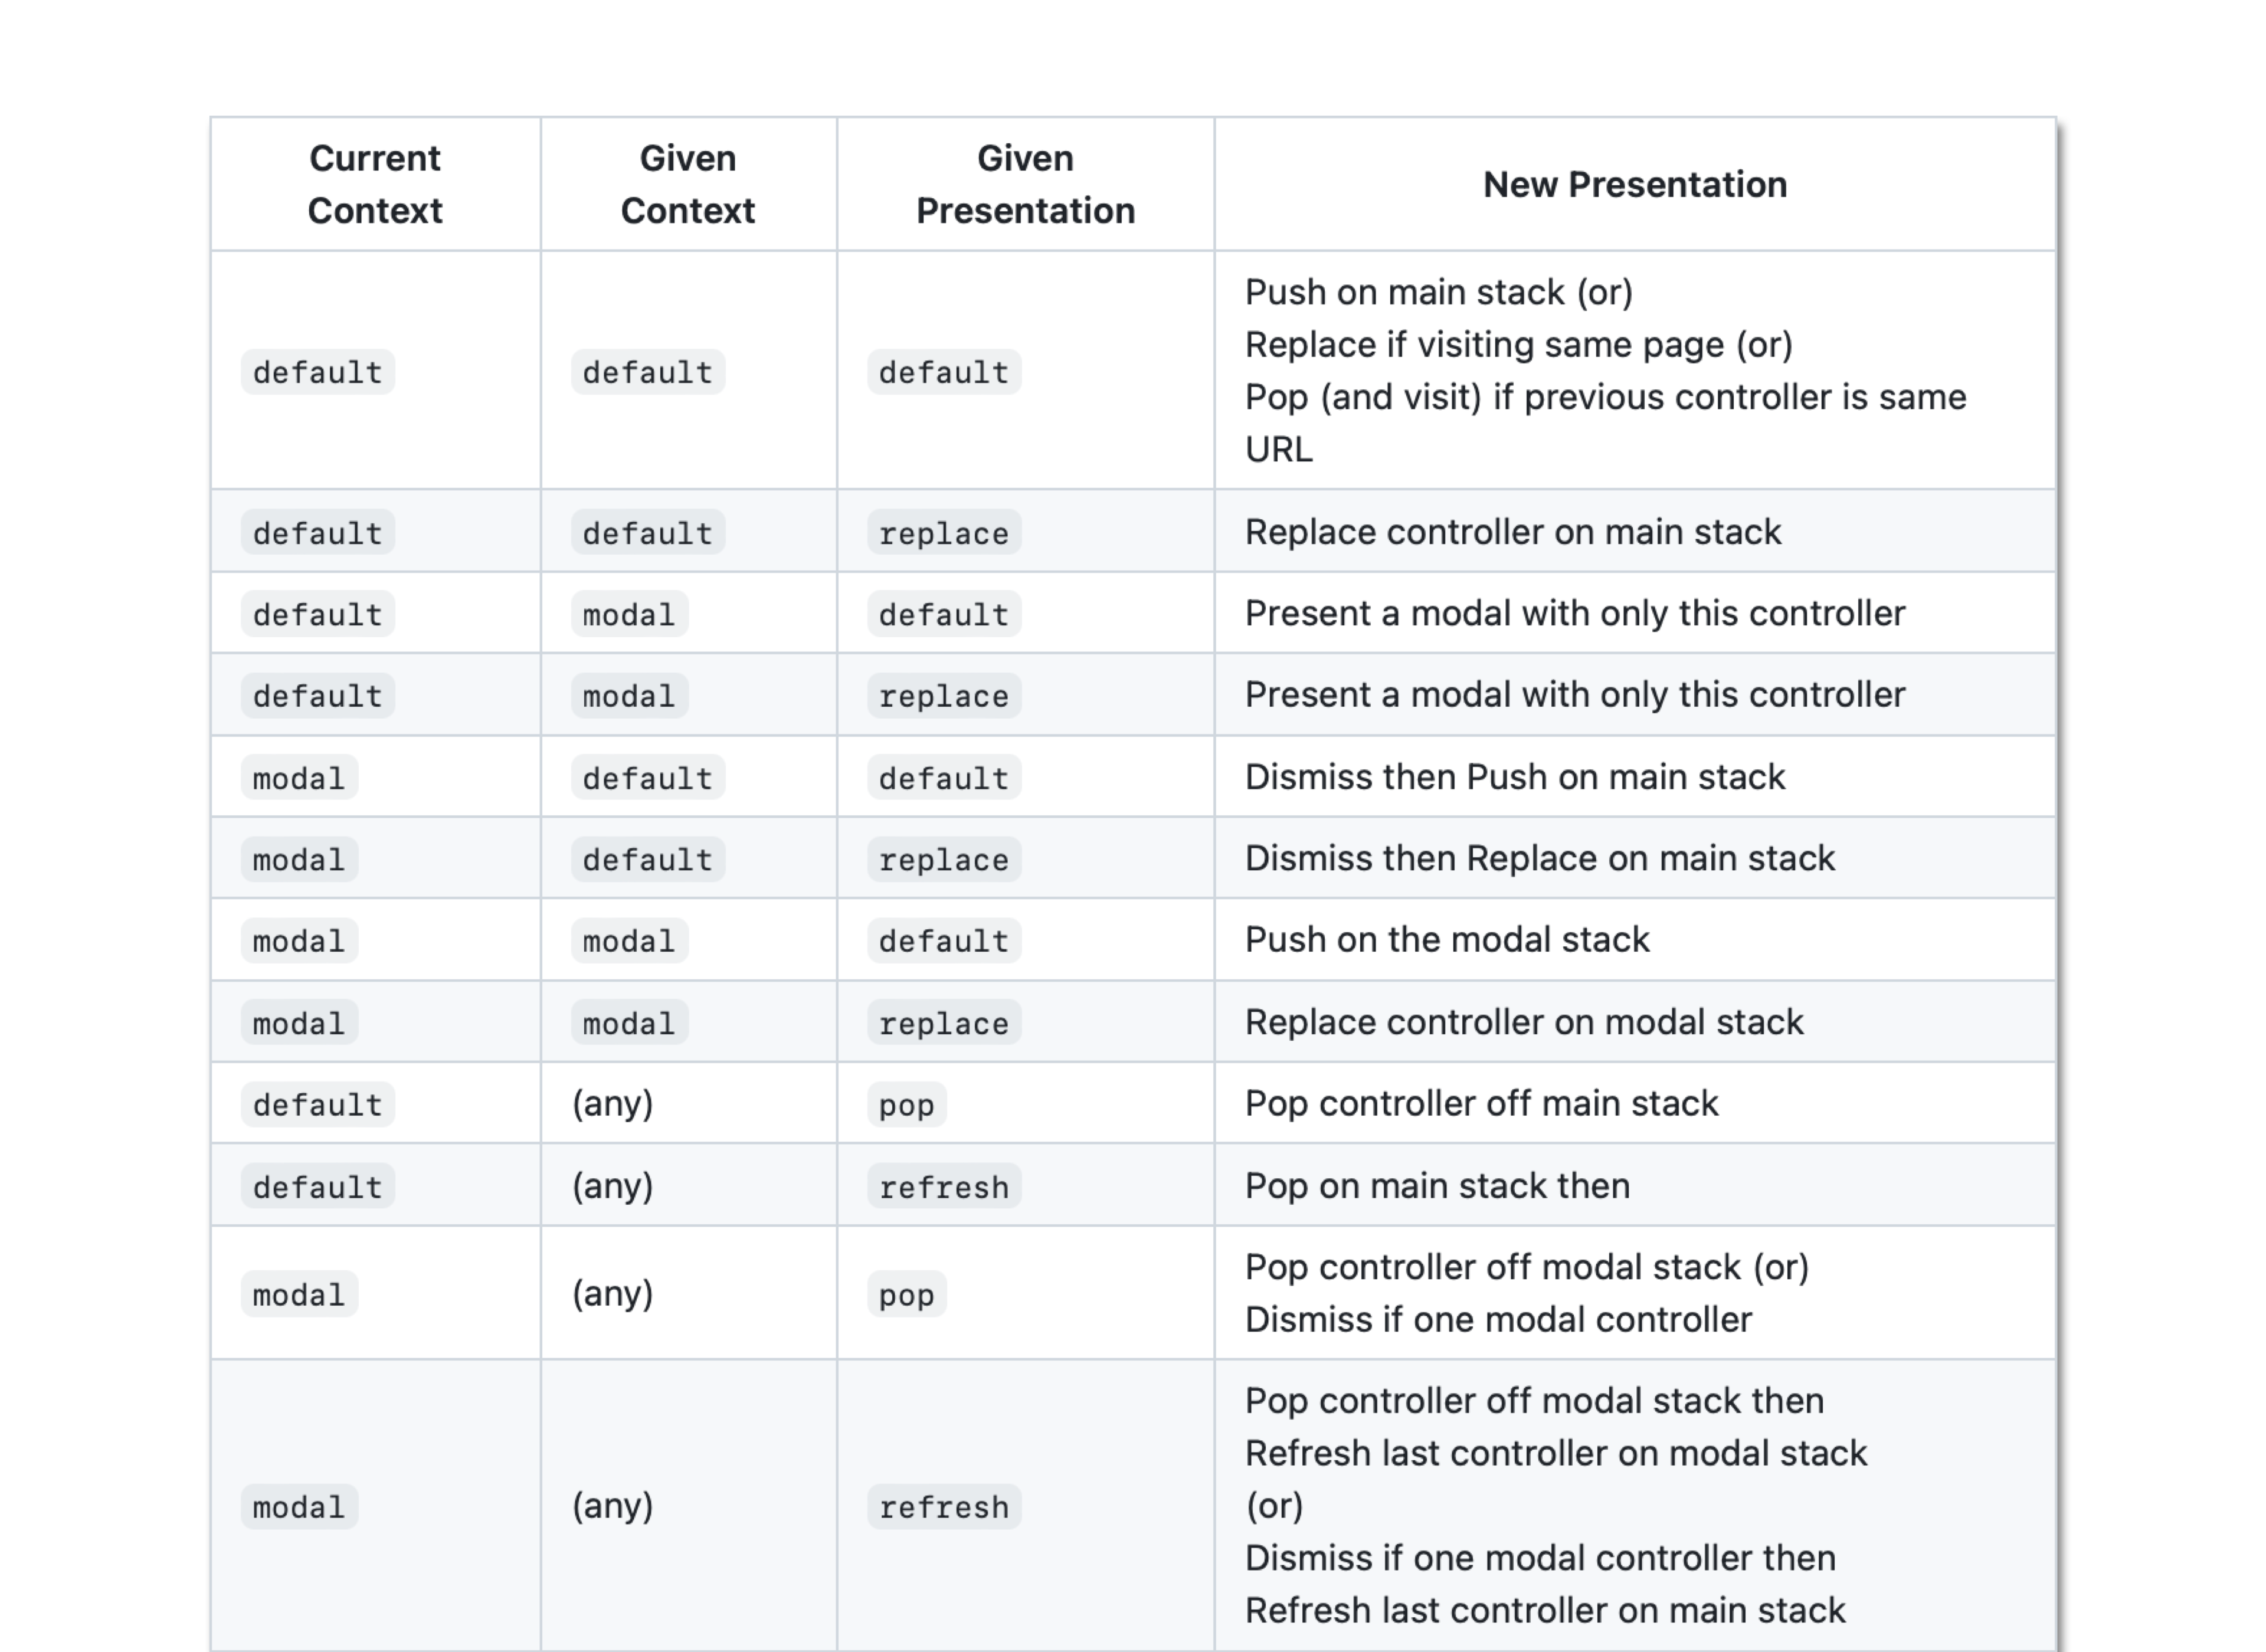 Current Context
Given Context
Given Presentation
New Presentation
default
default
default
Push on main stack (or)
Replace if visiting same page (or)
Pop (and visit) if previous controller is same
URL
default
default
replace
Replace controller on main stack
default
modal
default
Present a modal with only this controller
default
modal
replace
Present a modal with only this controller
modal
default
default
Dismiss then Push on main stack
modal
default
replace
Dismiss then Replace on main stack
modal
modal
default
Push on the modal stack
modal
modal
replace
Replace controller on modal stack
default
(any)
pop
Pop controller off main stack
default
(any)
refresh
Pop on main stack then
modal
(any)
pop
Pop controller off modal stack (or)
Dismiss if one modal controller
modal
(any)
refresh
Pop controller off modal stack then
Refresh last controller on modal stack
(or)
Dismiss if one modal controller then
Refresh last controller on main stack